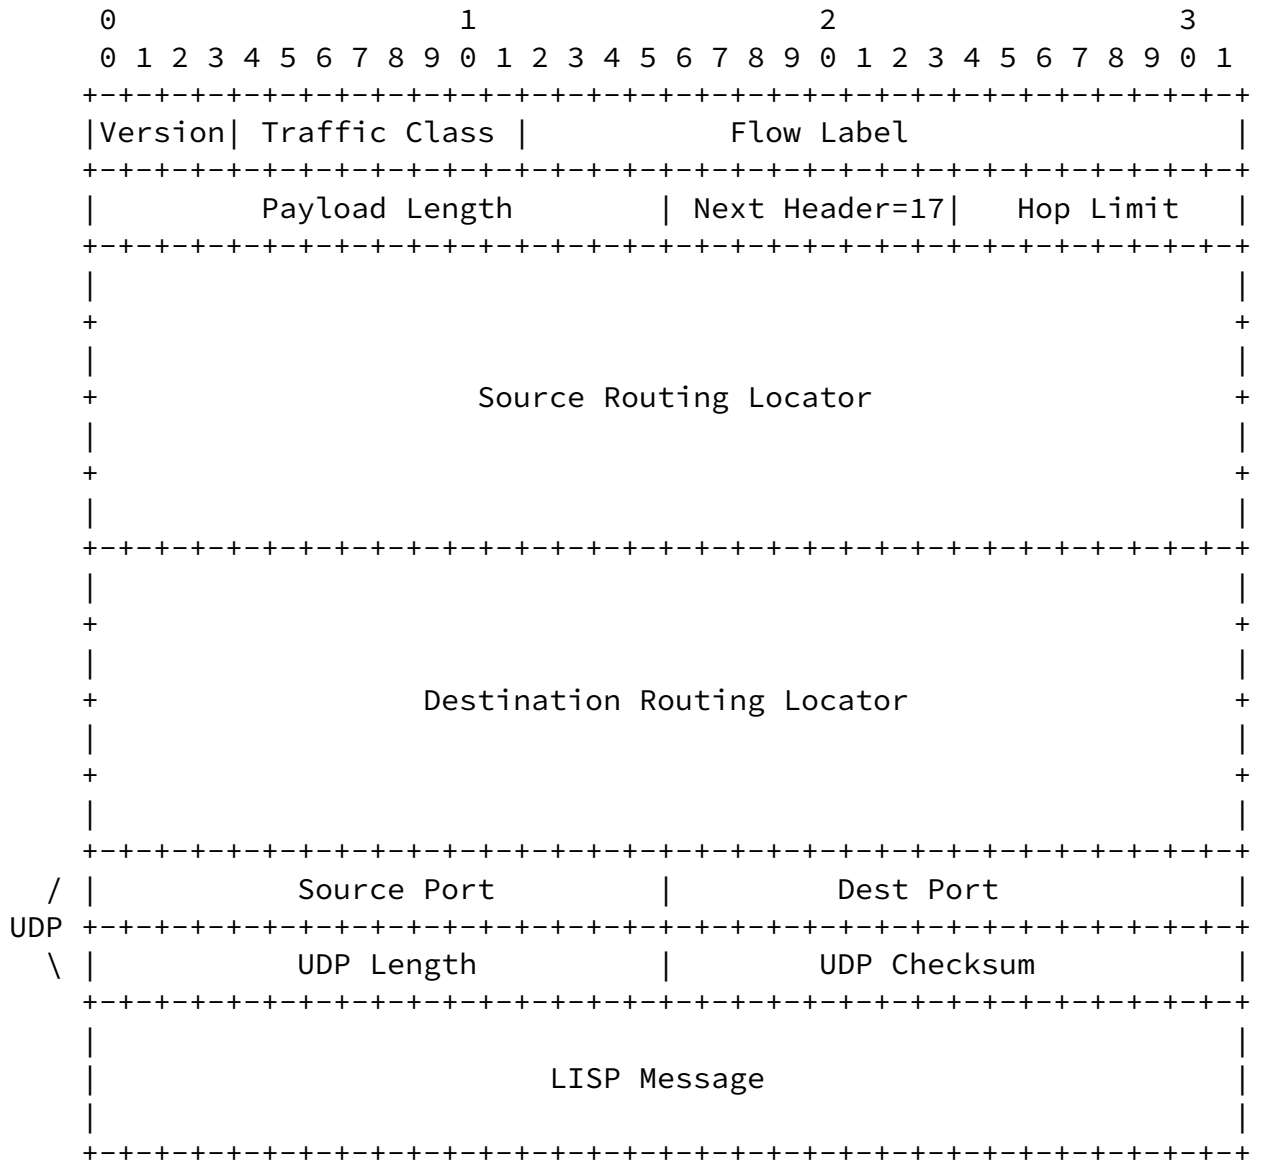 0                   1                   2                   3
 0 1 2 3 4 5 6 7 8 9 0 1 2 3 4 5 6 7 8 9 0 1 2 3 4 5 6 7 8 9 0 1
+-+-+-+-+-+-+-+-+-+-+-+-+-+-+-+-+-+-+-+-+-+-+-+-+-+-+-+-+-+-+-+-+
|Version| Traffic Class |           Flow Label                  |
+-+-+-+-+-+-+-+-+-+-+-+-+-+-+-+-+-+-+-+-+-+-+-+-+-+-+-+-+-+-+-+-+
|         Payload Length        | Next Header=17|   Hop Limit   |
+-+-+-+-+-+-+-+-+-+-+-+-+-+-+-+-+-+-+-+-+-+-+-+-+-+-+-+-+-+-+-+-+
|                                                               |
+                                                               +
|                                                               |
+                     Source Routing Locator                    +
|                                                               |
+                                                               +
|                                                               |
+-+-+-+-+-+-+-+-+-+-+-+-+-+-+-+-+-+-+-+-+-+-+-+-+-+-+-+-+-+-+-+-+
|                                                               |
+                                                               +
|                                                               |
+                  Destination Routing Locator                  +
|                                                               |
+                                                               +
|                                                               |
+-+-+-+-+-+-+-+-+-+-+-+-+-+-+-+-+-+-+-+-+-+-+-+-+-+-+-+-+-+-+-+-+
/ |           Source Port         |         Dest Port             |
UDP +-+-+-+-+-+-+-+-+-+-+-+-+-+-+-+-+-+-+-+-+-+-+-+-+-+-+-+-+-+-+-+-+
\ |           UDP Length          |        UDP Checksum           |
+-+-+-+-+-+-+-+-+-+-+-+-+-+-+-+-+-+-+-+-+-+-+-+-+-+-+-+-+-+-+-+-+
|                                                               |
|                         LISP Message                          |
|                                                               |
+-+-+-+-+-+-+-+-+-+-+-+-+-+-+-+-+-+-+-+-+-+-+-+-+-+-+-+-+-+-+-+-+